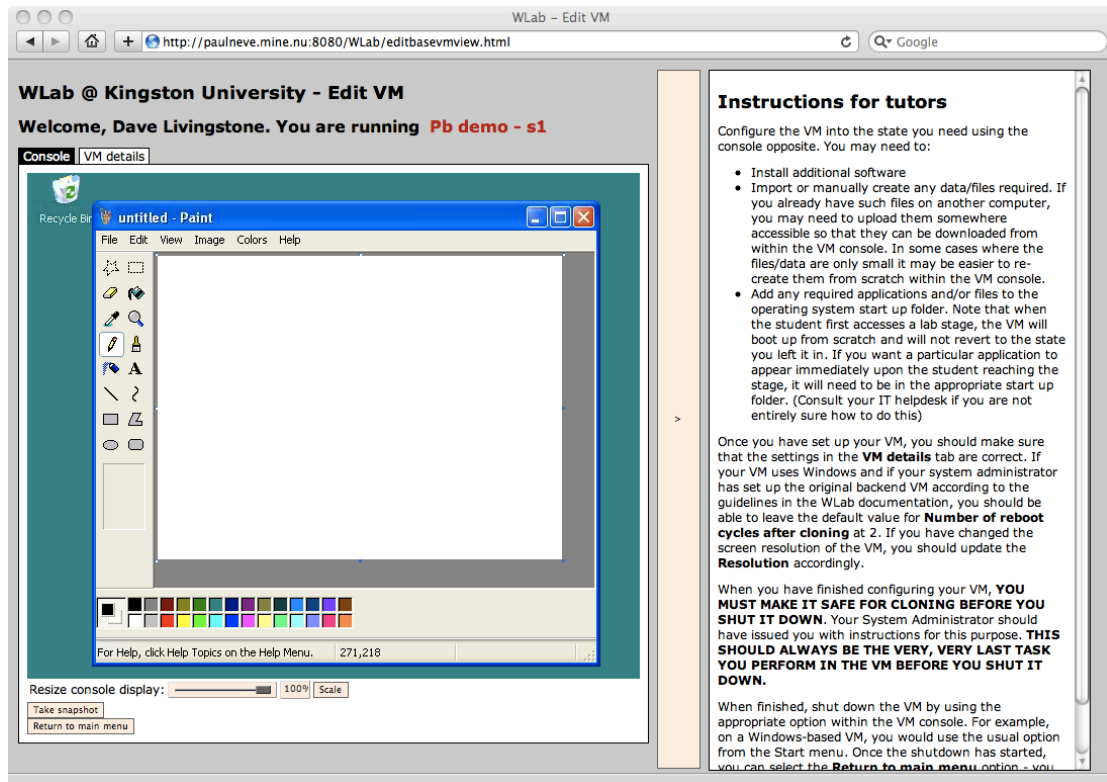 WLab – Edit VM
http://paulneve.mine.nu:8080/WLab/editbasevmview.html
Google
WLab @ Kingston University - Edit VM
Welcome, Dave Livingstone. You are running Pb demo - s1
Console VM details
Recycle Bin
untitled - Paint
File Edit View Image Colors Help
A
For Help, click Help Topics on the Help Menu. 271,218
Resize console display: 100% Scale
Take snapshot
Return to main menu
>
Instructions for tutors
Configure the VM into the state you need using the
console opposite. You may need to:
• Install additional software
• Import or manually create any data/files required. If
you already have such files on another computer,
you may need to upload them somewhere
accessible so that they can be downloaded from
within the VM console. In some cases where the
files/data are only small it may be easier to re-
create them from scratch within the VM console.
• Add any required applications and/or files to the
operating system start up folder. Note that when
the student first accesses a lab stage, the VM will
boot up from scratch and will not revert to the state
you left it in. If you want a particular application to
appear immediately upon the student reaching the
stage, it will need to be in the appropriate start up
folder. (Consult your IT helpdesk if you are not
entirely sure how to do this)
Once you have set up your VM, you should make sure
that the settings in the VM details tab are correct. If
your VM uses Windows and if your system administrator
has set up the original backend VM according to the
guidelines in the WLab documentation, you should be
able to leave the default value for Number of reboot
cycles after cloning at 2. If you have changed the
screen resolution of the VM, you should update the
Resolution accordingly.
When you have finished configuring your VM, YOU
MUST MAKE IT SAFE FOR CLONING BEFORE YOU
SHUT IT DOWN. Your System Administrator should
have issued you with instructions for this purpose. THIS
SHOULD ALWAYS BE THE VERY, VERY LAST TASK
YOU PERFORM IN THE VM BEFORE YOU SHUT IT
DOWN.
When finished, shut down the VM by using the
appropriate option within the VM console. For example,
on a Windows-based VM, you would use the usual option
from the Start menu. Once the shutdown has started,
you can select the Return to main menu option - you